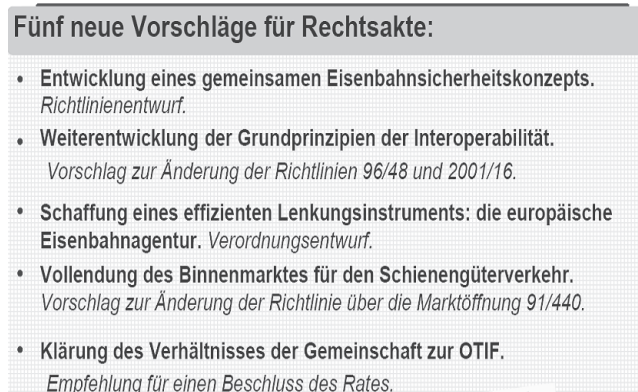 Fünf neue Vorschläge für Rechtsakte:
• Entwicklung eines gemeinsamen Eisenbahnsicherheitskonzepts.
Richtlinienentwurf.
• Weiterentwicklung der Grundprinzipien der Interoperabilität.
Vorschlag zur Änderung der Richtlinien 96/48 und 2001/16.
• Schaffung eines effizienten Lenkungsinstruments: die europäische
Eisenbahnagentur. Verordnungsentwurf.
• Vollendung des Binnenmarktes für den Schienengüterverkehr.
Vorschlag zur Änderung der Richtlinie über die Marktöffnung 91/440.
• Klärung des Verhältnisses der Gemeinschaft zur OTIF.
Empfehlung für einen Beschluss des Rates.